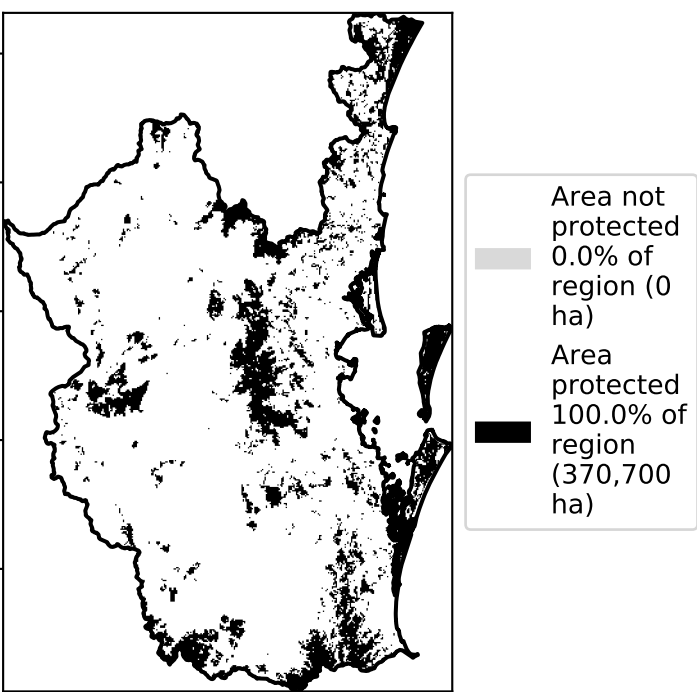 Area not
protected
0.0% of
region (0
ha)
Area
protected
100.0% of
region
(370,700
ha)